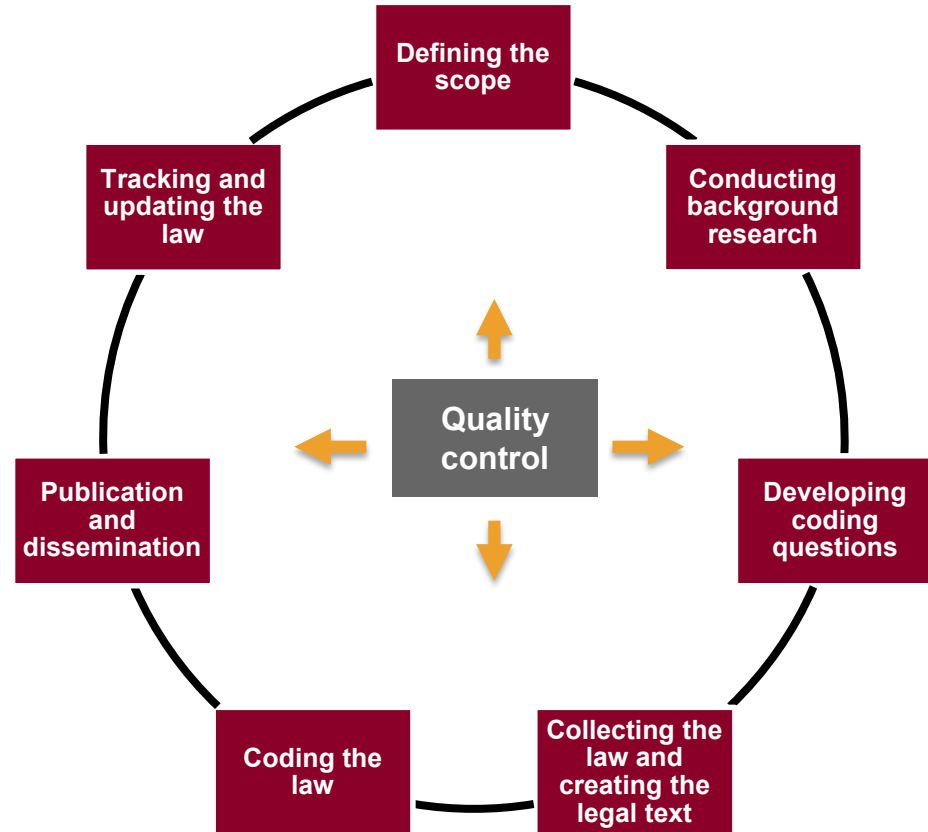 Defining the
scope
Conducting
background
research
Developing
coding
questions
Collecting the
law and
creating the
legal text
Coding the
law
Publication
and
dissemination
Tracking and
updating the
law
Quality
control